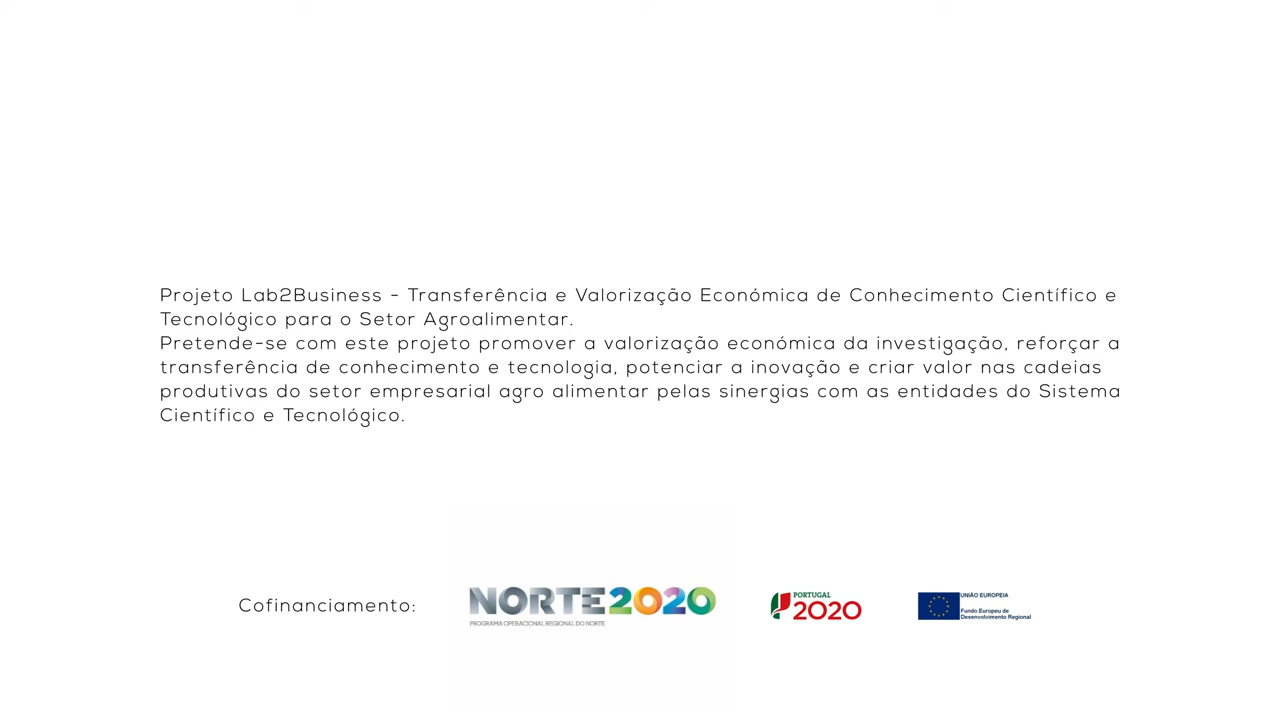 Projeto Lab2Business - Transferência e Valorização Económica de Conhecimento Científico e
Tecnológico para o Setor Agroalimentar.
Pretende-se com este projeto promover a valorização económica da investigação, reforçar a
transferência de conhecimento e tecnologia, potenciar a inovação e criar valor nas cadeias
produtivas do setor empresarial agro alimentar pelas sinergias com as entidades do Sistema
Científico e Tecnológico.
Cofinanciamento:
NORTE2020
PROGRAMA OPERACIONAL REGIONAL DO NORTE
PORTUGAL
2020
UNIÃO EUROPEIA
Fundo Europeu de
Desenvolvimento Regional